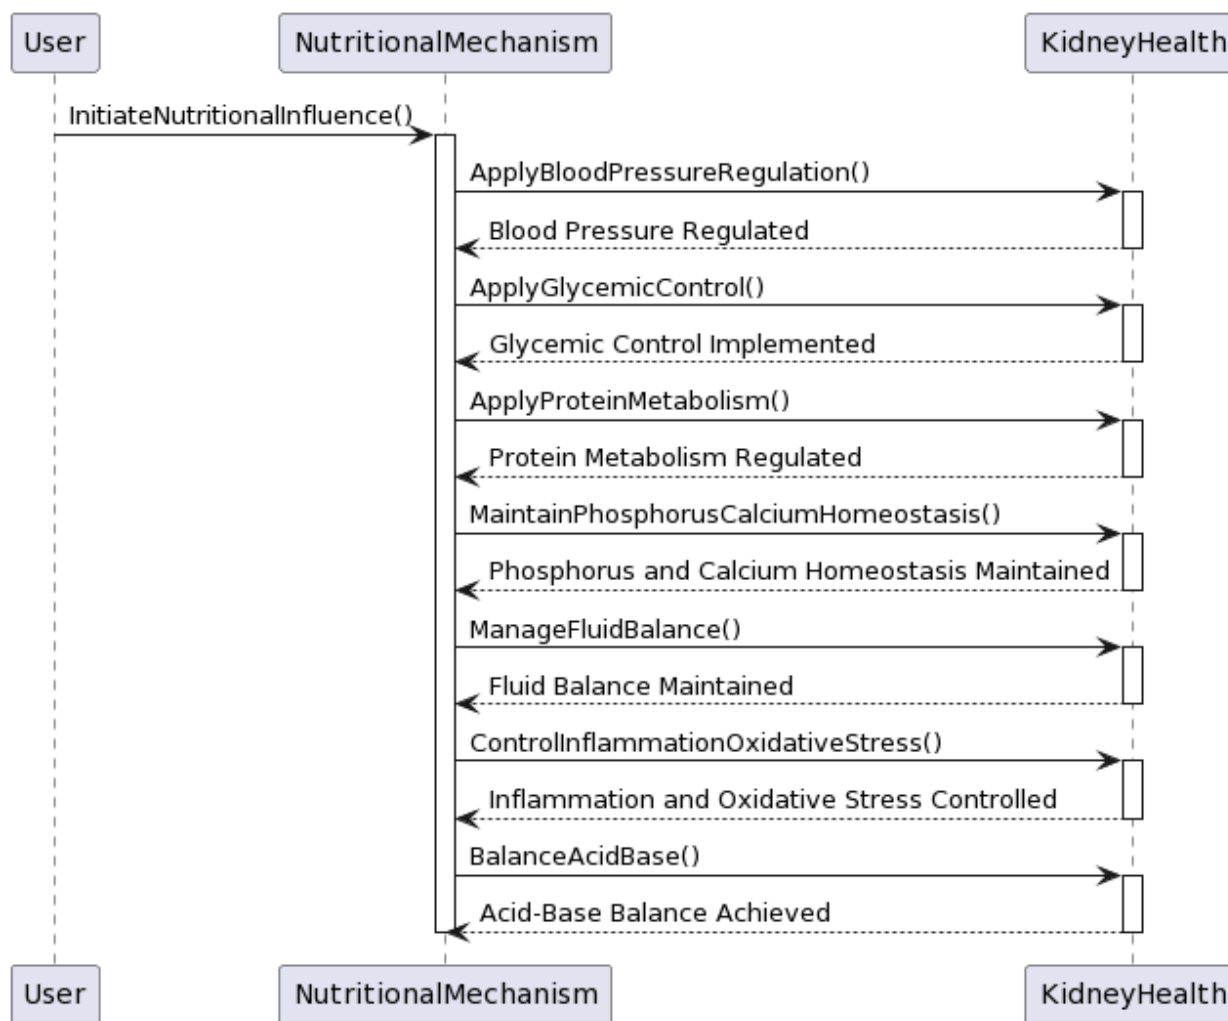 User
NutritionalMechanism
KidneyHealth
InitiateNutritionalInfluence()
ApplyBloodPressureRegulation()
Blood Pressure Regulated
ApplyGlycemicControl()
Glycemic Control Implemented
ApplyProteinMetabolism()
Protein Metabolism Regulated
MaintainPhosphorusCalciumHomeostasis()
Phosphorus and Calcium Homeostasis Maintained
ManageFluidBalance()
Fluid Balance Maintained
ControlInflammationOxidativeStress()
Inflammation and Oxidative Stress Controlled
BalanceAcidBase()
Acid-Base Balance Achieved
User
NutritionalMechanism
KidneyHealth